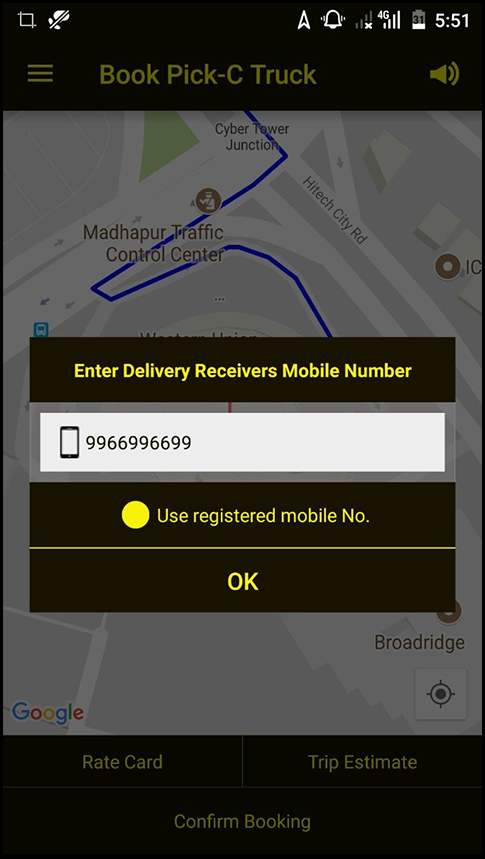 4G 31 5:51
Book Pick-C Truck
Cyber Tower
Junction
Hitech City Rd
Madhapur Traffic
Control Center
IC
...
Western Union
Enter Delivery Receivers Mobile Number
9966996699
Use registered mobile No.
OK
Broadridge
Google
Rate Card
Trip Estimate
Confirm Booking